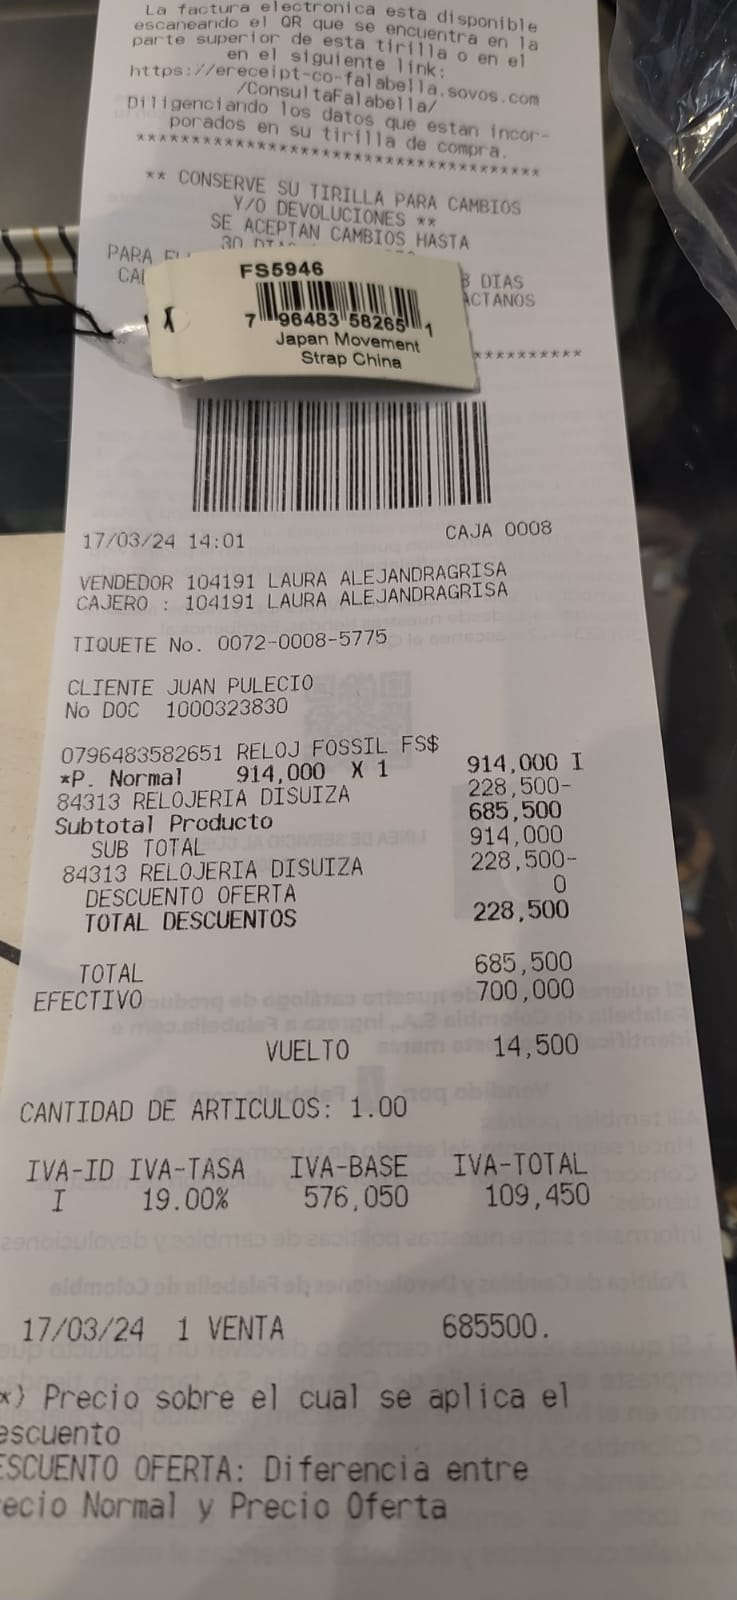 La factura electronica esta disponible
escaneando el QR que se encuentra en la
parte superior de esta tirilla o en el
en el siguiente link:
https://ereceipt-co-falabella.sovos.com
/ConsultaFalabella/
Diligenciando los datos que estan incor-
porados en su tirilla de compra.
****************************************
** CONSERVE SU TIRILLA PARA CAMBIOS
Y/O DEVOLUCIONES **
SE ACEPTAN CAMBIOS HASTA
30
PARA
DIAS
CA
ACTANOS
FS5946
7 96483 58265 1
Japan Movement
Strap China
**********
17/03/24 14:01 CAJA 0008
VENDEDOR 104191 LAURA ALEJANDRAGRISA
CAJERO : 104191 LAURA ALEJANDRAGRISA
TIQUETE No. 0072-0008-5775
CLIENTE JUAN PULECIO
No DOC 1000323830
0796483582651 RELOJ FOSSIL FS$
*P. Normal 914,000 X 1 914,000 I
84313 RELOJERIA DISUIZA 228,500-
Subtotal Producto 685,500
SUB TOTAL 914,000
84313 RELOJERIA DISUIZA 228,500-
DESCUENTO OFERTA 0
TOTAL DESCUENTOS 228,500
TOTAL 685,500
EFECTIVO 700,000
VUELTO 14,500
CANTIDAD DE ARTICULOS: 1.00
IVA-ID IVA-TASA IVA-BASE IVA-TOTAL
I 19.00% 576,050 109,450
17/03/24 1 VENTA 685500.
*) Precio sobre el cual se aplica el
escuento
ESCUENTO OFERTA: Diferencia entre
ecio Normal y Precio Oferta